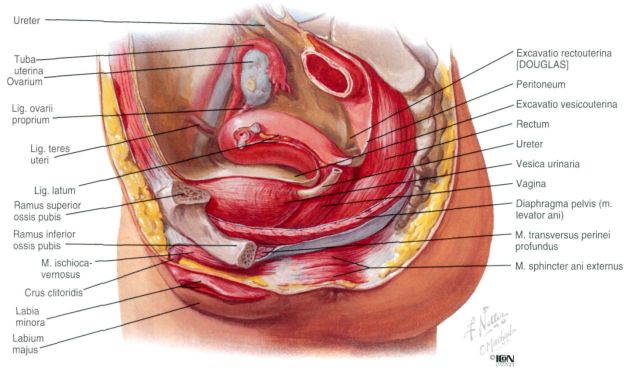 Ureter
Tuba
uterina
Ovarium
Lig. ovarii
proprium
Lig. teres
uteri
Lig. latum
Ramus superior
ossis pubis
Ramus inferior
ossis pubis
M. ischioca-
vernosus
Crus clitoridis
Labia
minora
Labium
majus
Excavatio rectouterina
[DOUGLAS]
Peritoneum
Excavatio vesicouterina
Rectum
Ureter
Vesica urinaria
Vagina
Diaphragma pelvis (m.
levator ani)
M. transversus perinei
profundus
M. sphincter ani externus
F. Netter
M.D.
C. Machado
©ICON